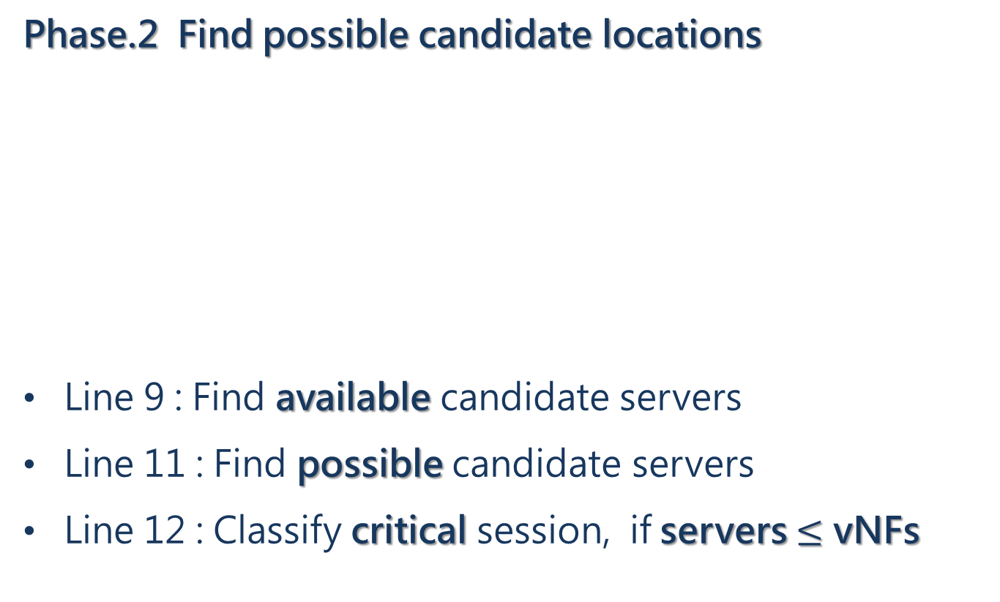 Phase.2  Find possible candidate locations
• Line 9 : Find available candidate servers
• Line 11 : Find possible candidate servers
• Line 12 : Classify critical session,  if servers ≤ vNFs